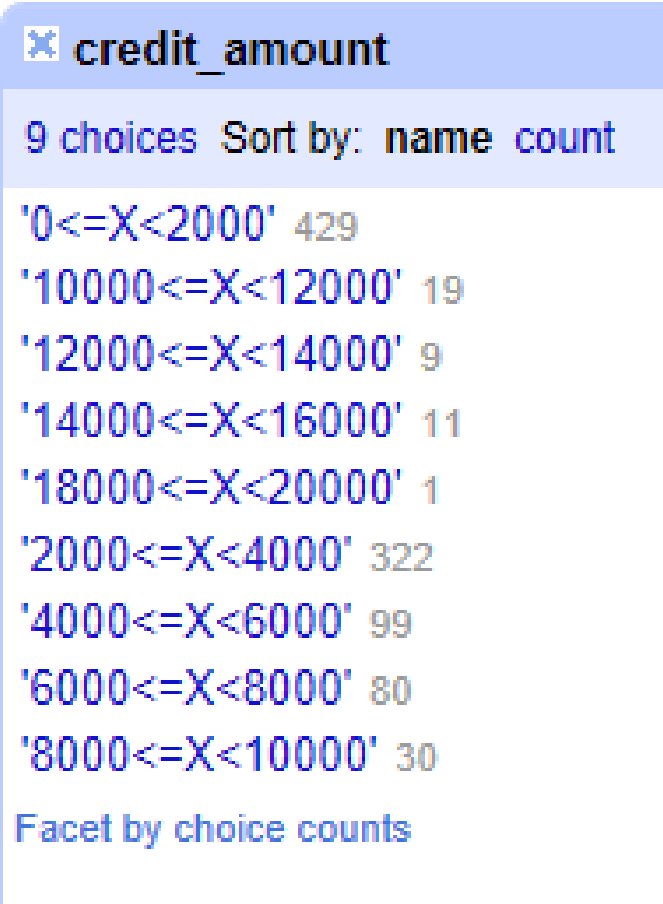 credit_amount
9 choices Sort by: name count
'0<=X<2000' 429
'10000<=X<12000' 19
'12000<=X<14000' 9
'14000<=X<16000' 11
'18000<=X<20000' 1
'2000<=X<4000' 322
'4000<=X<6000' 99
'6000<=X<8000' 80
'8000<=X<10000' 30
Facet by choice counts